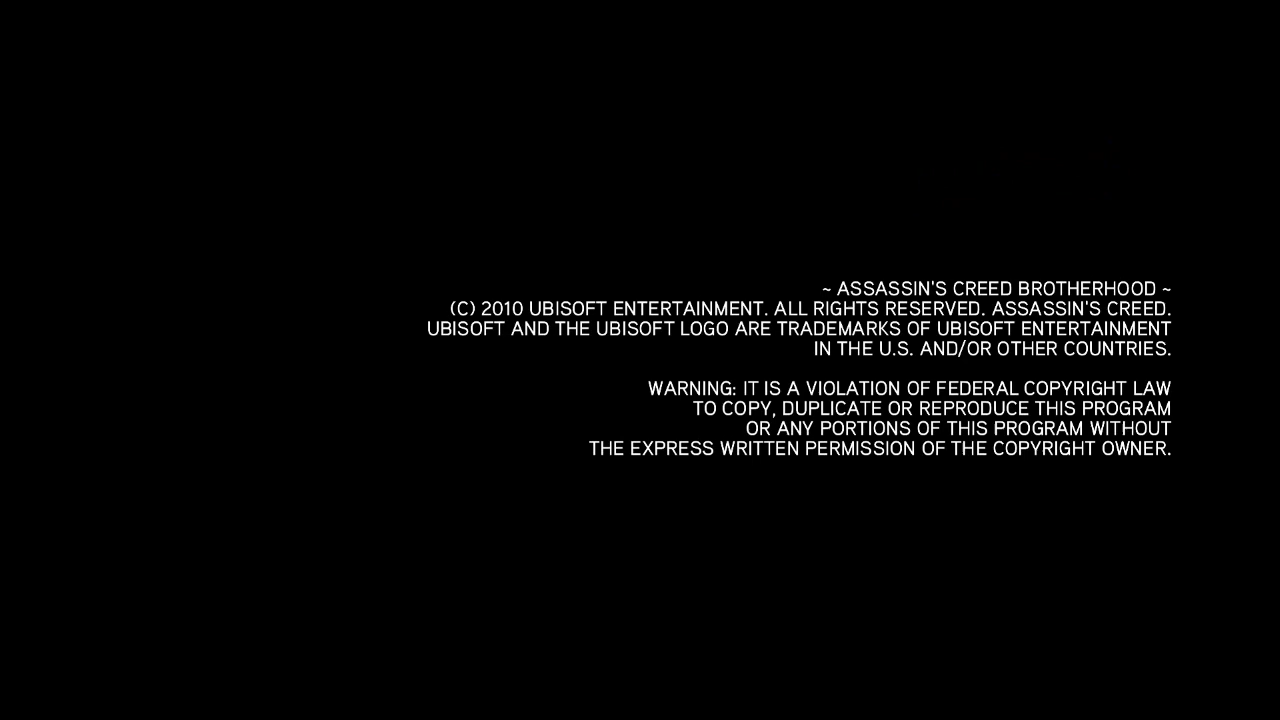 ~ ASSASSIN'S CREED BROTHERHOOD ~
(C) 2010 UBISOFT ENTERTAINMENT. ALL RIGHTS RESERVED. ASSASSIN'S CREED.
UBISOFT AND THE UBISOFT LOGO ARE TRADEMARKS OF UBISOFT ENTERTAINMENT
IN THE U.S. AND/OR OTHER COUNTRIES.
WARNING: IT IS A VIOLATION OF FEDERAL COPYRIGHT LAW
TO COPY, DUPLICATE OR REPRODUCE THIS PROGRAM
OR ANY PORTIONS OF THIS PROGRAM WITHOUT
THE EXPRESS WRITTEN PERMISSION OF THE COPYRIGHT OWNER.